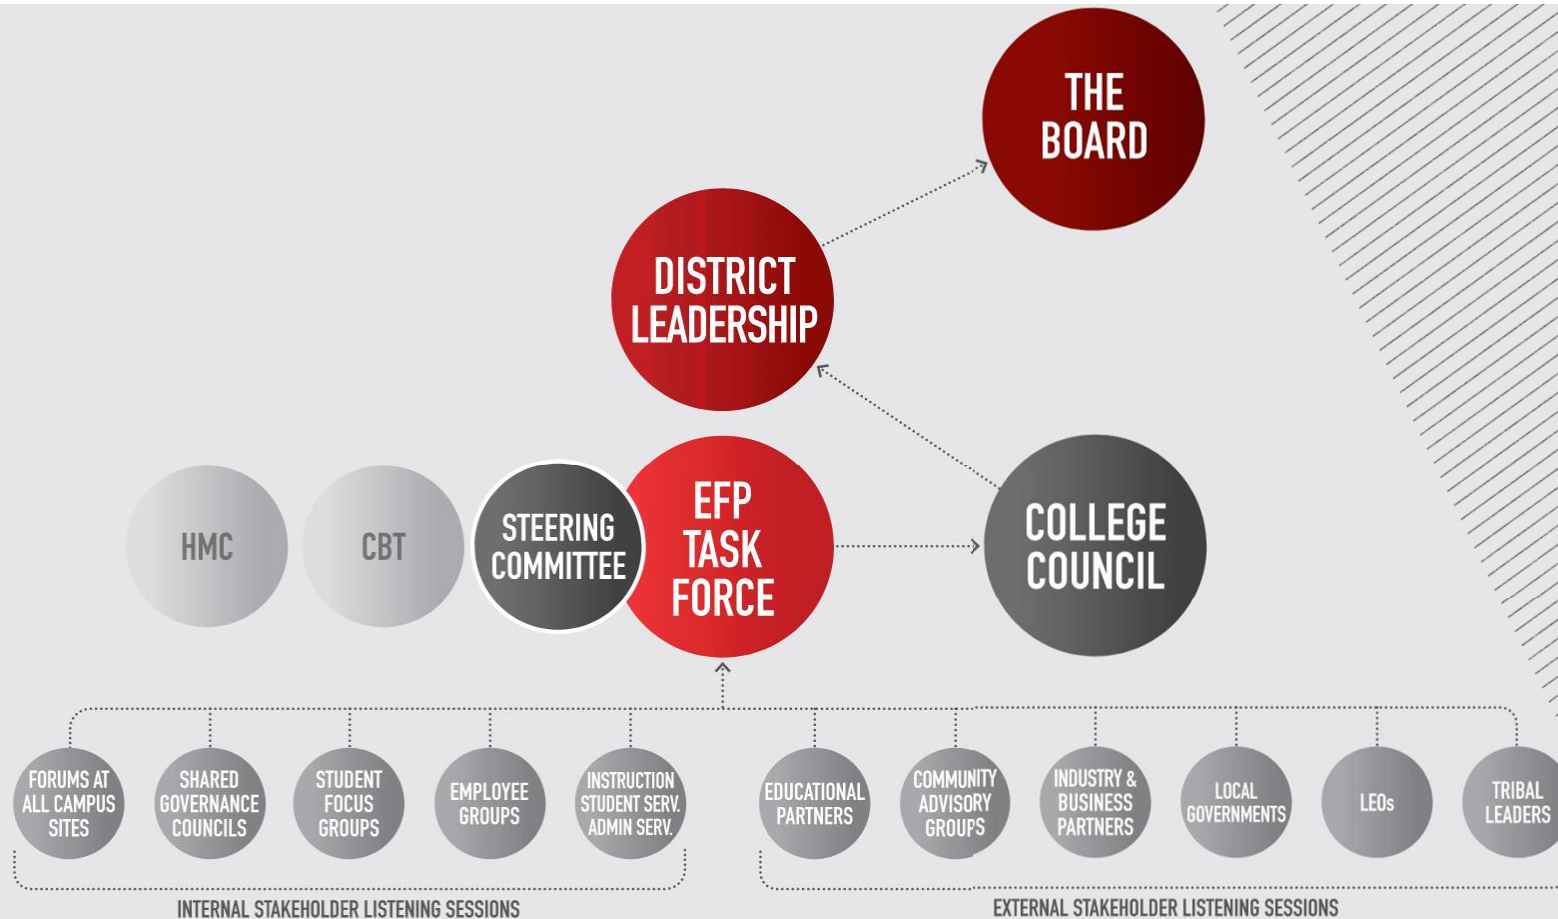 THE
BOARD
DISTRICT
LEADERSHIP
HMC
CBT
STEERING
COMMITTEE
EFP
TASK
FORCE
COLLEGE
COUNCIL
FORUMS AT
ALL CAMPUS
SITES
SHARED
GOVERNANCE
COUNCILS
STUDENT
FOCUS
GROUPS
EMPLOYEE
GROUPS
INSTRUCTION
STUDENT SERV.
ADMIN SERV.
EDUCATIONAL
PARTNERS
COMMUNITY
ADVISORY
GROUPS
INDUSTRY &
BUSINESS
PARTNERS
LOCAL
GOVERNMENTS
LEOs
TRIBAL
LEADERS
INTERNAL STAKEHOLDER LISTENING SESSIONS
EXTERNAL STAKEHOLDER LISTENING SESSIONS